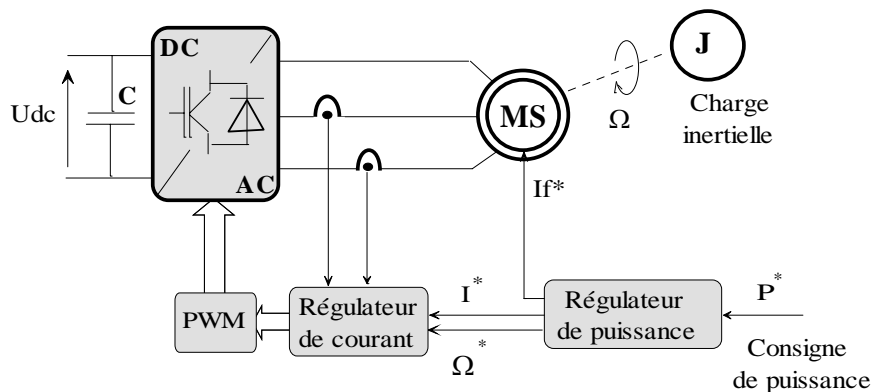 DC
J
C
Udc
MS
Ω
Charge
inertielle
AC
If*
PWM
Régulateur
de courant
I*
Ω*
Régulateur
de puissance
P*
Consigne
de puissance